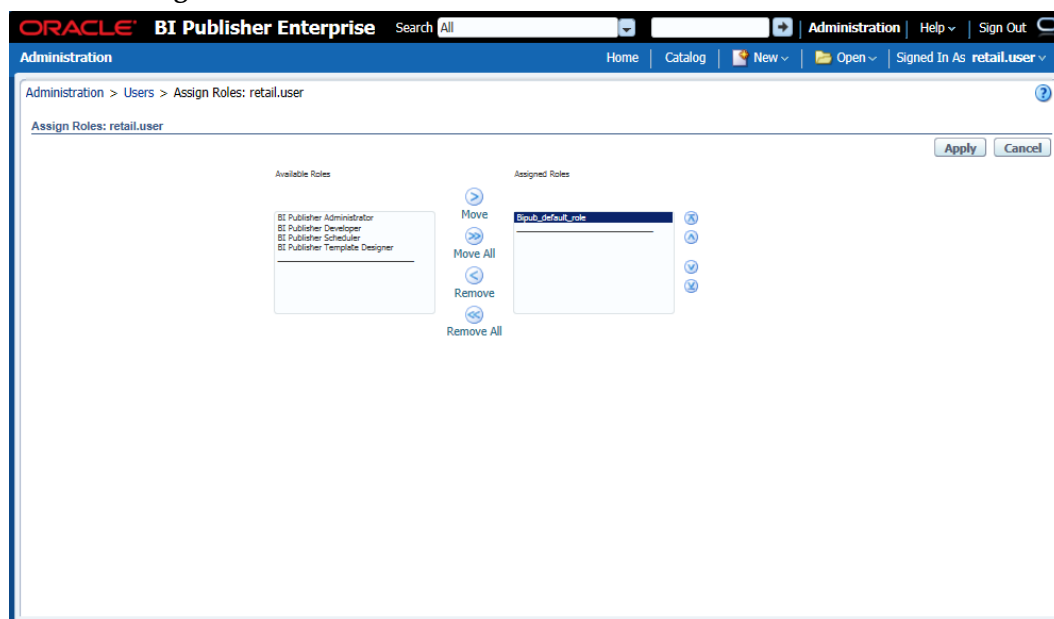 ORACLE BI Publisher Enterprise Search All Administration Help Sign Out
Administration Home Catalog New Open Signed In As retail.user
Administration > Users > Assign Roles: retail.user
Assign Roles: retail.user
Apply Cancel
Available Roles Assigned Roles
BI Publisher Administrator
BI Publisher Developer
BI Publisher Scheduler
BI Publisher Template Designer
Move
Move All
Remove
Remove All
Bipub_default_role